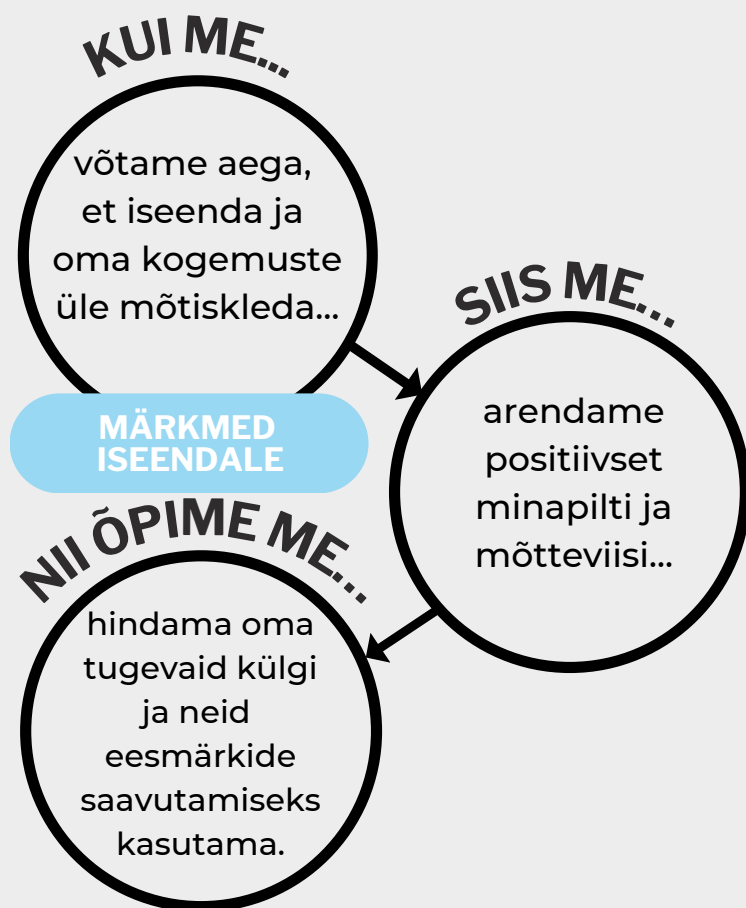 KUI ME...
võtame aega,
et iseenda ja
oma kogemuste
üle mõtiskleda...
SIIS ME...
arendame
positiivset
minapilti ja
mõtteviisi...
MÄRKMED
ISEENDALE
NII ÕPIME ME...
hindama oma
tugevaid külgi
ja neid
eesmärkide
saavutamiseks
kasutama.